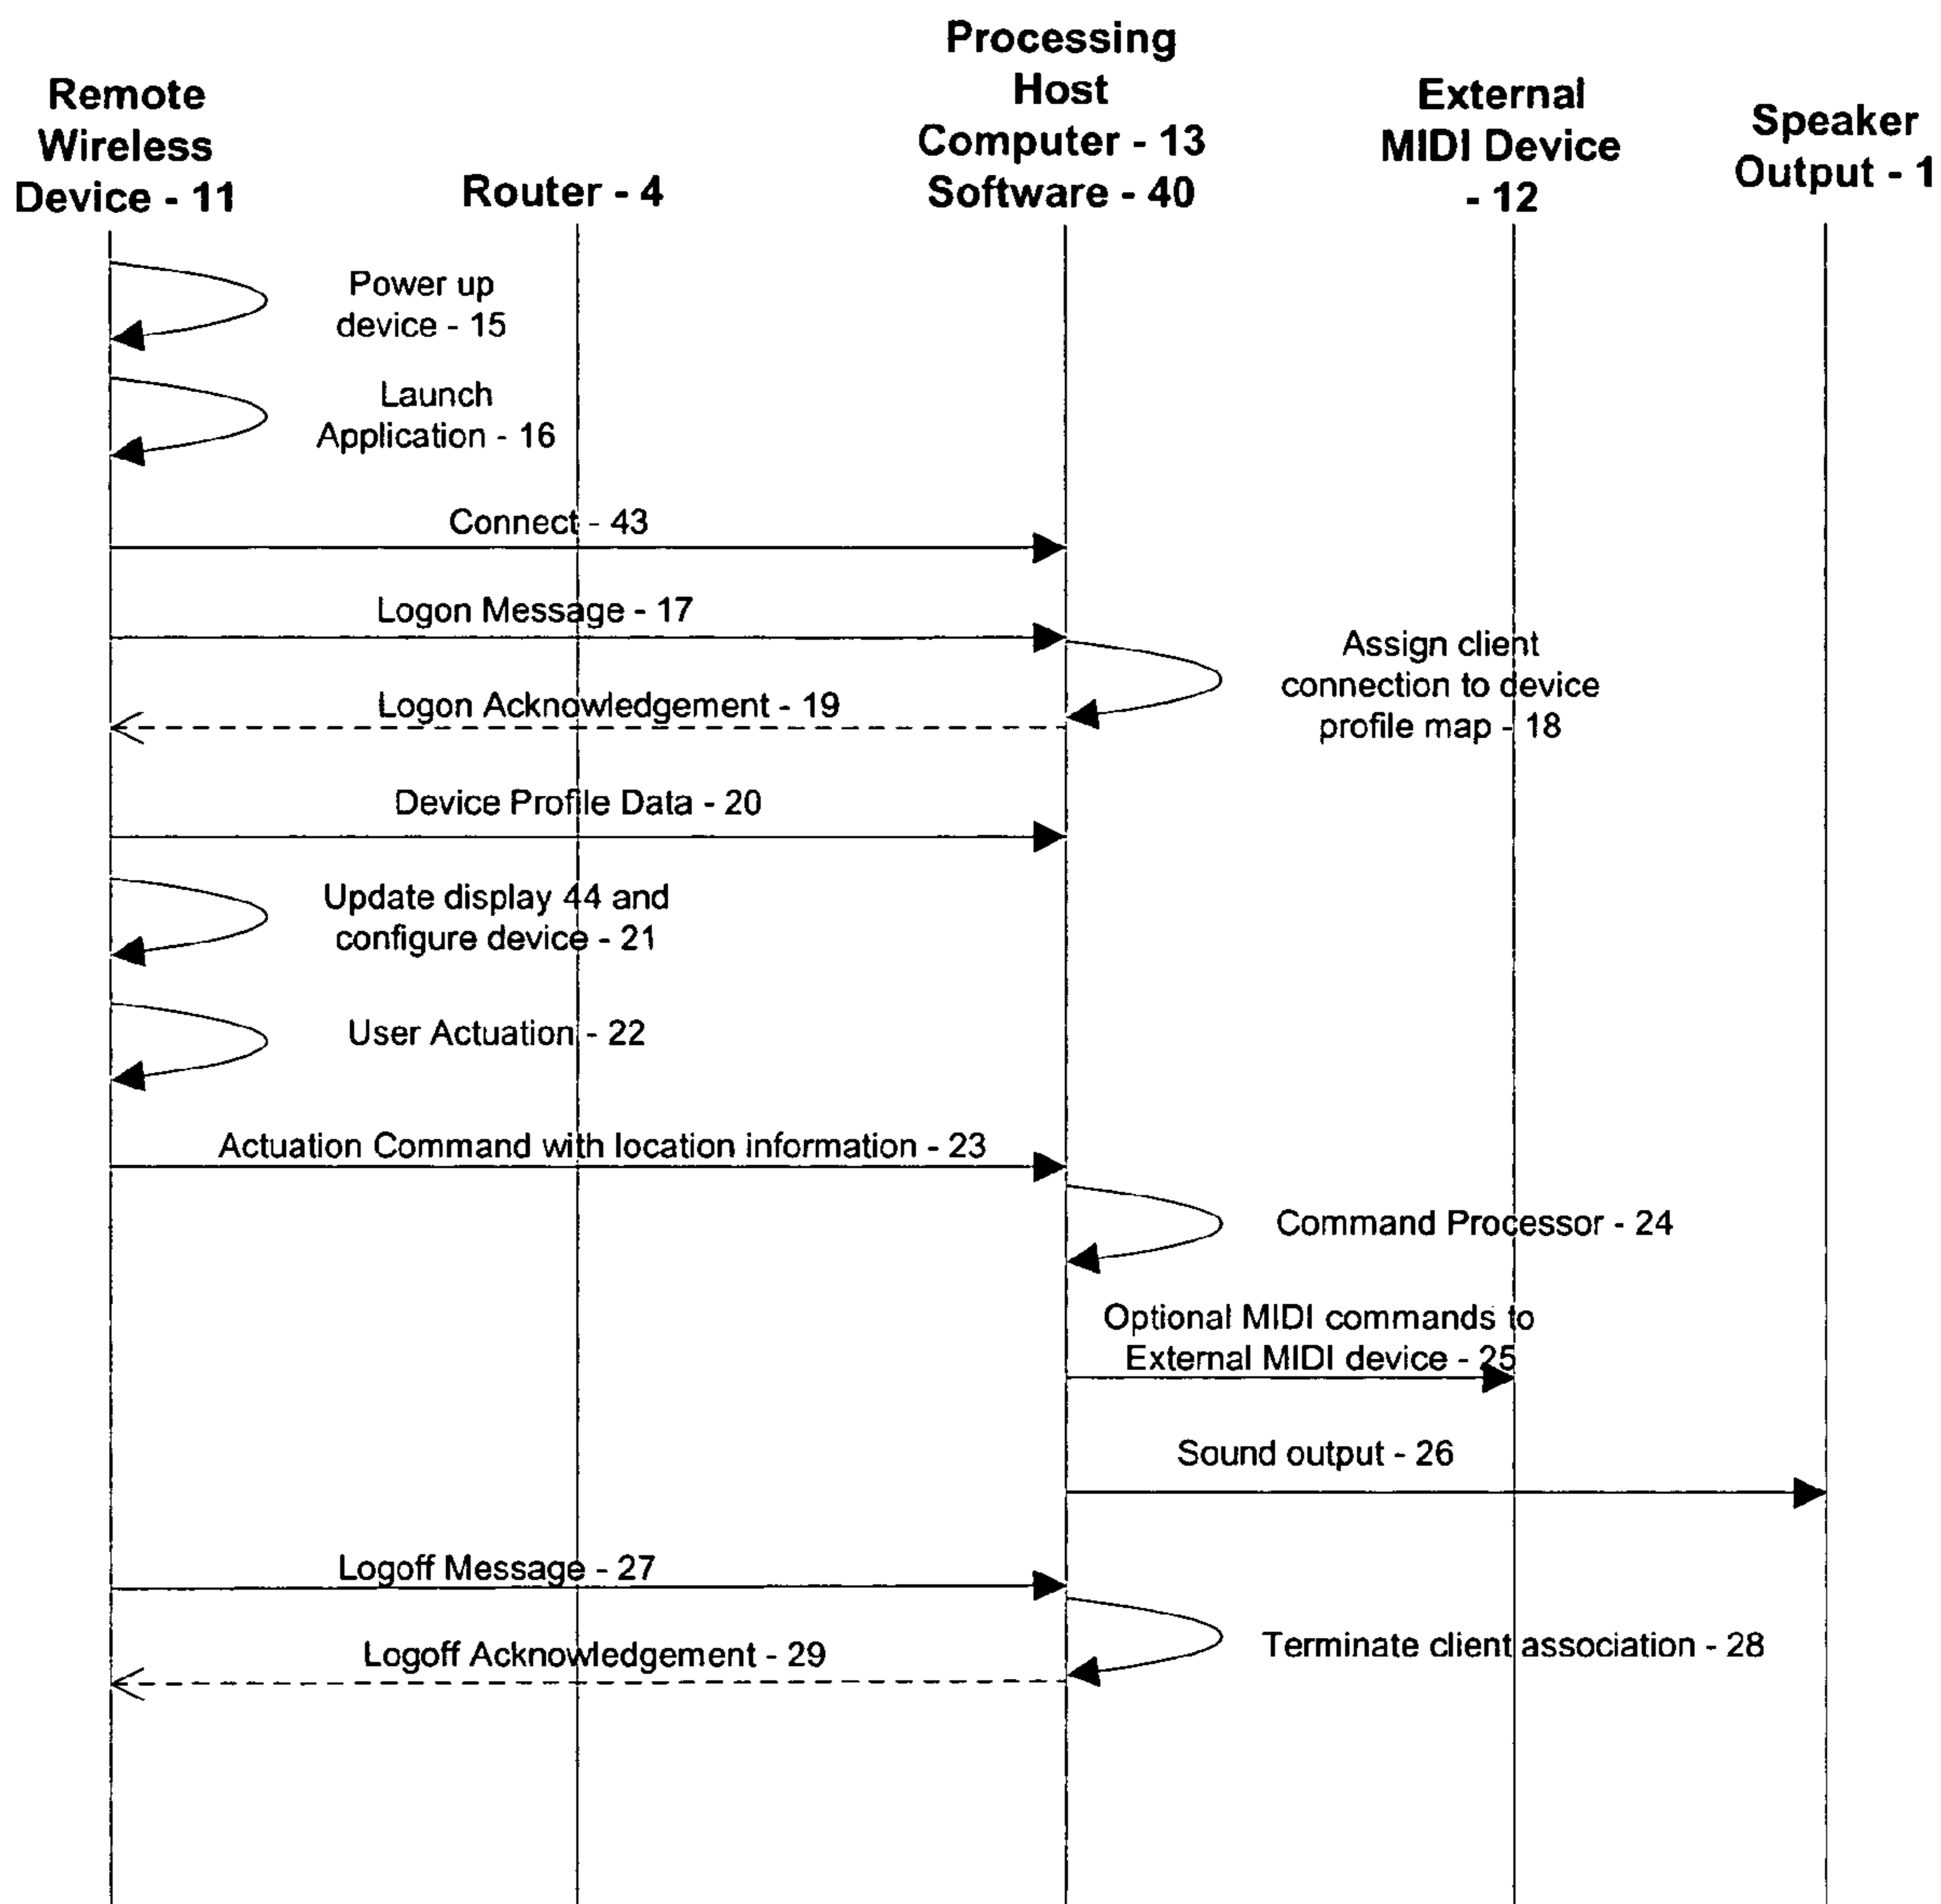 Remote
Wireless
Device - 11
Router - 4
Processing
Host
Computer - 13
Software - 40
External
MIDI Device
- 12
Speaker
Output - 1
Power up
device - 15
Launch
Application - 16
Connect - 43
Logon Message - 17
Assign client
connection to device
profile map - 18
Logon Acknowledgement - 19
Device Profile Data - 20
Update display 44 and
configure device - 21
User Actuation - 22
Actuation Command with location information - 23
Command Processor - 24
Optional MIDI commands to
External MIDI device - 25
Sound output - 26
Logoff Message - 27
Terminate client association - 28
Logoff Acknowledgement - 29